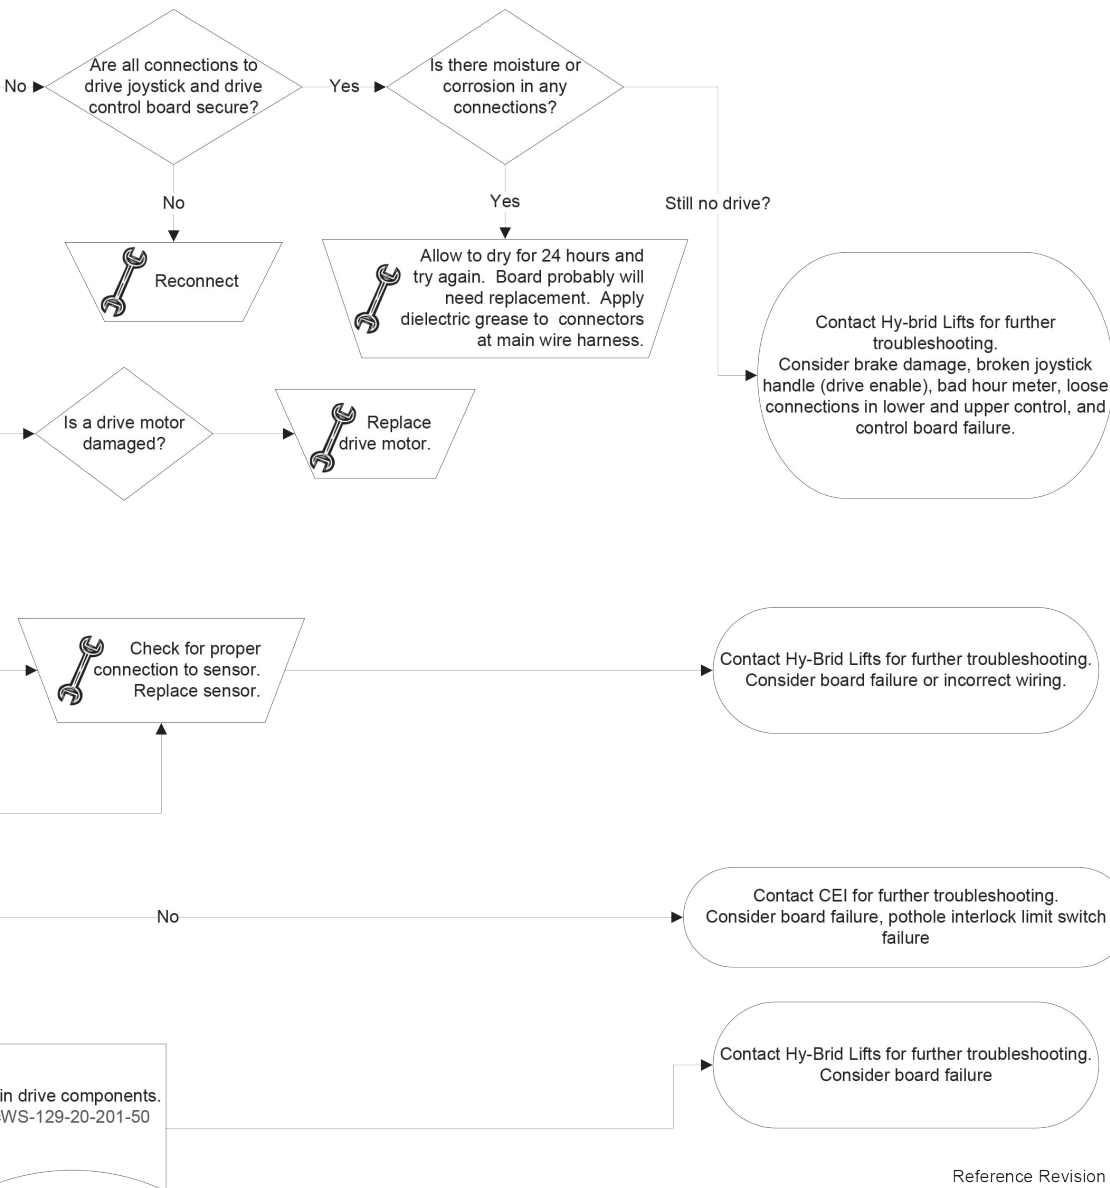 No
Are all connections to
drive joystick and drive
control board secure?
Yes
Is there moisture or
corrosion in any
connections?
No
Yes
Still no drive?
Reconnect
Allow to dry for 24 hours and
try again. Board probably will
need replacement. Apply
dielectric grease to connectors
at main wire harness.
Contact Hy-brid Lifts for further
troubleshooting.
Consider brake damage, broken joystick
handle (drive enable), bad hour meter, loose
connections in lower and upper control, and
control board failure.
Is a drive motor
damaged?
Replace
drive motor.
Check for proper
connection to sensor.
Replace sensor.
Contact Hy-Brid Lifts for further troubleshooting.
Consider board failure or incorrect wiring.
No
Contact CEI for further troubleshooting.
Consider board failure, pothole interlock limit switch
failure
Contact Hy-Brid Lifts for further troubleshooting.
Consider board failure
in drive components.
WS-129-20-201-50
Reference Revision